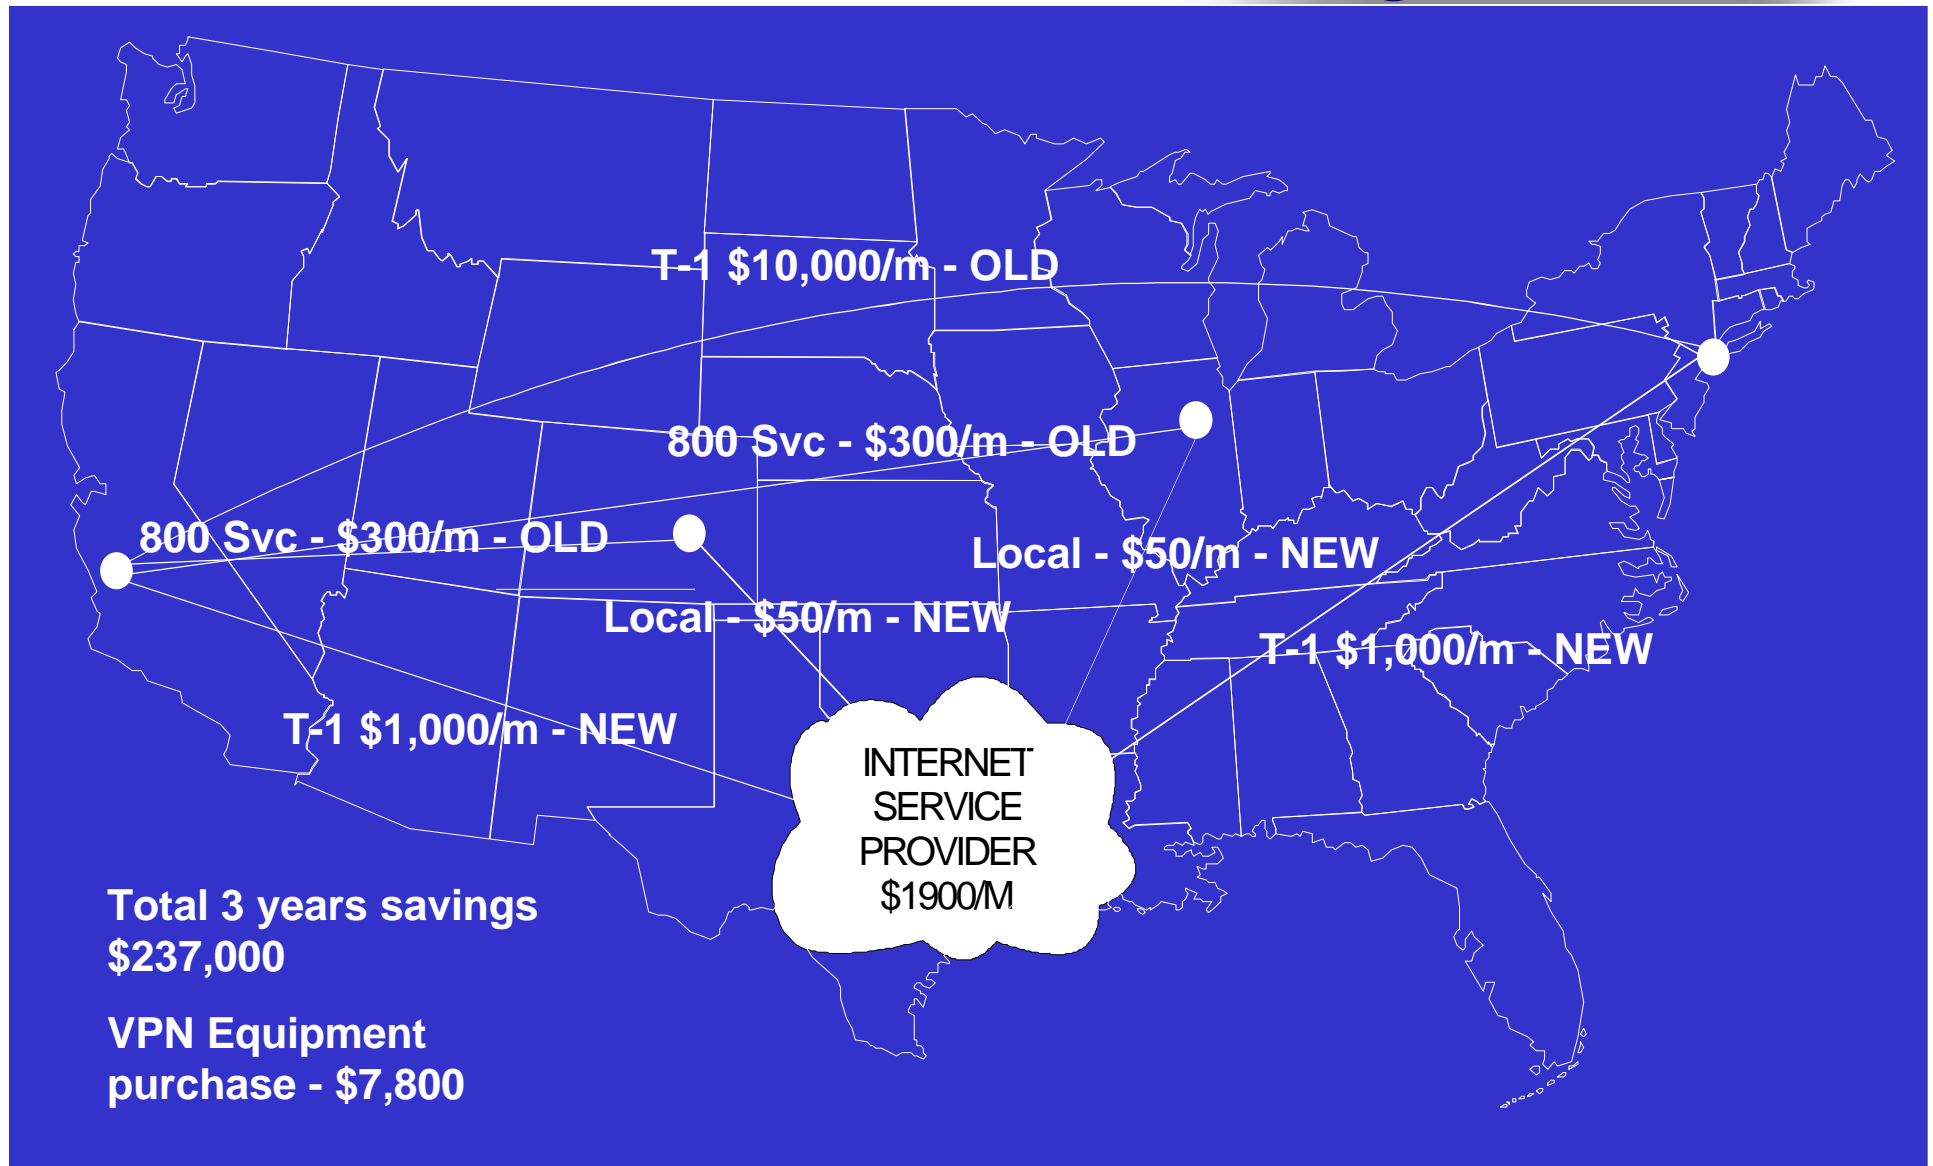 T-1 $10,000/m - OLD
800 Svc - $300/m - OLD
800 Svc - $300/m - OLD
Local - $50/m - NEW
Local - $50/m - NEW
T-1 $1,000/m - NEW
T-1 $1,000/m - NEW
INTERNET
SERVICE
PROVIDER
$1900/M
Total 3 years savings
$237,000
VPN Equipment
purchase - $7,800